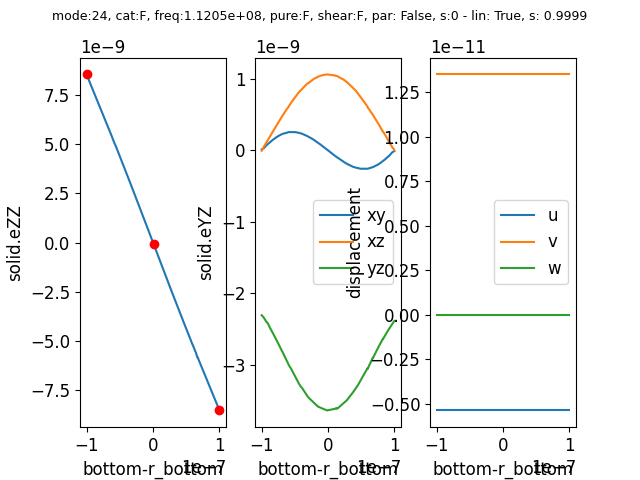 mode:24, cat:F, freq:1.1205e+08, pure:F, shear:F, par: False, s:0 - lin: True, s: 0.9999
1e−9
7.5
5.0
2.5
0.0
−2.5
−5.0
−7.5
solid.eZZ
−1
0
1
1e−7
bottom-r_bottom
1e−9
1
0
−1
−2
−3
solid.eYZ
xy
xz
yz
−1
0
1
1e−7
bottom-r_bottom
1e−11
1.25
1.00
0.75
0.50
0.25
0.00
−0.25
−0.50
displacement
u
v
w
−1
0
1
1e−7
bottom-r_bottom